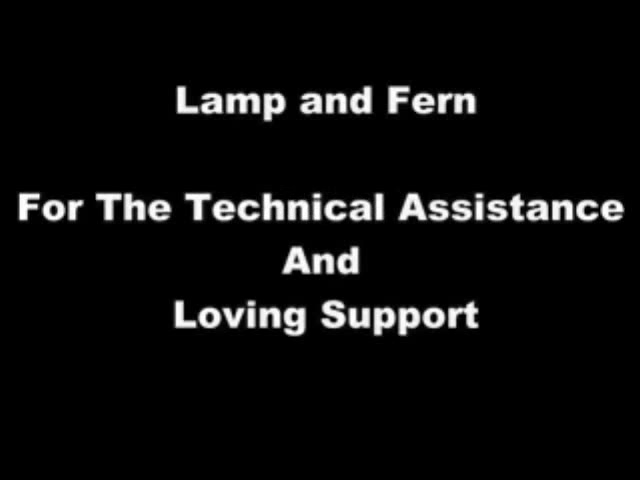 Lamp and Fern
For The Technical Assistance
And
Loving Support